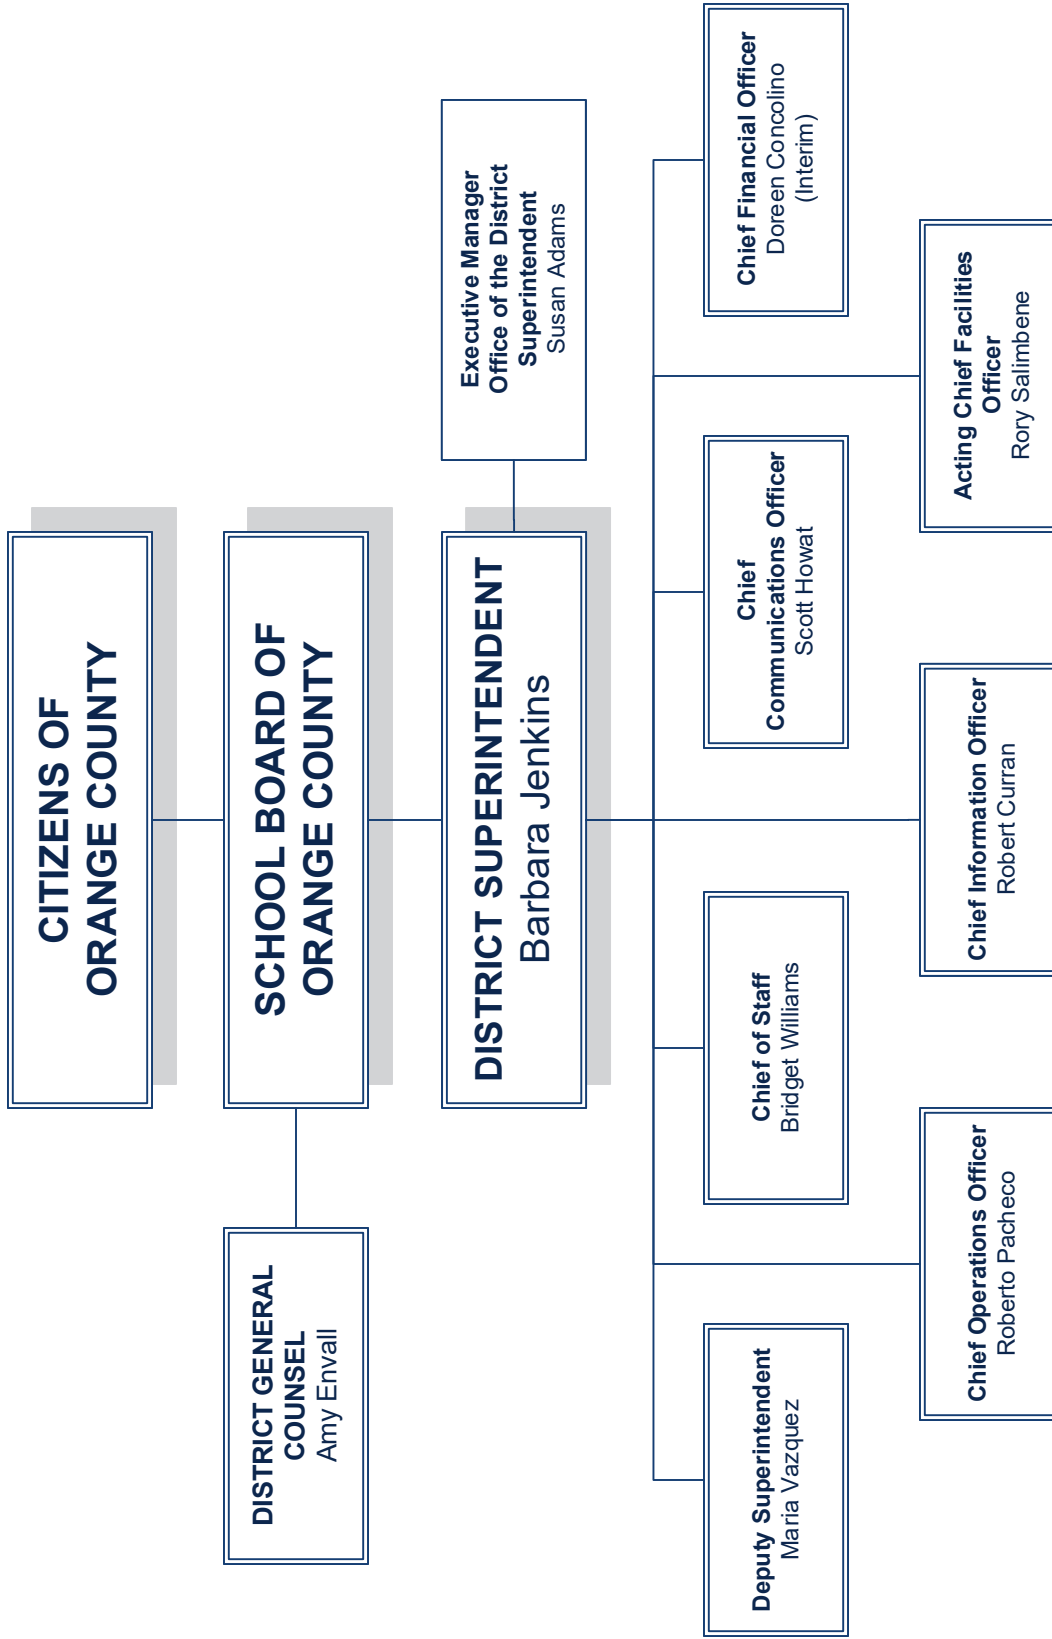 CITIZENS OF
ORANGE COUNTY
DISTRICT GENERAL
COUNSEL
Amy Envall
SCHOOL BOARD OF
ORANGE COUNTY
DISTRICT SUPERINTENDENT
Barbara Jenkins
Executive Manager
Office of the District
Superintendent
Susan Adams
Deputy Superintendent
Maria Vazquez
Chief of Staff
Bridget Williams
Chief
Communications Officer
Scott Howat
Chief Financial Officer
Doreen Concolino
(Interim)
Chief Operations Officer
Roberto Pacheco
Chief Information Officer
Robert Curran
Acting Chief Facilities
Officer
Rory Salimbene